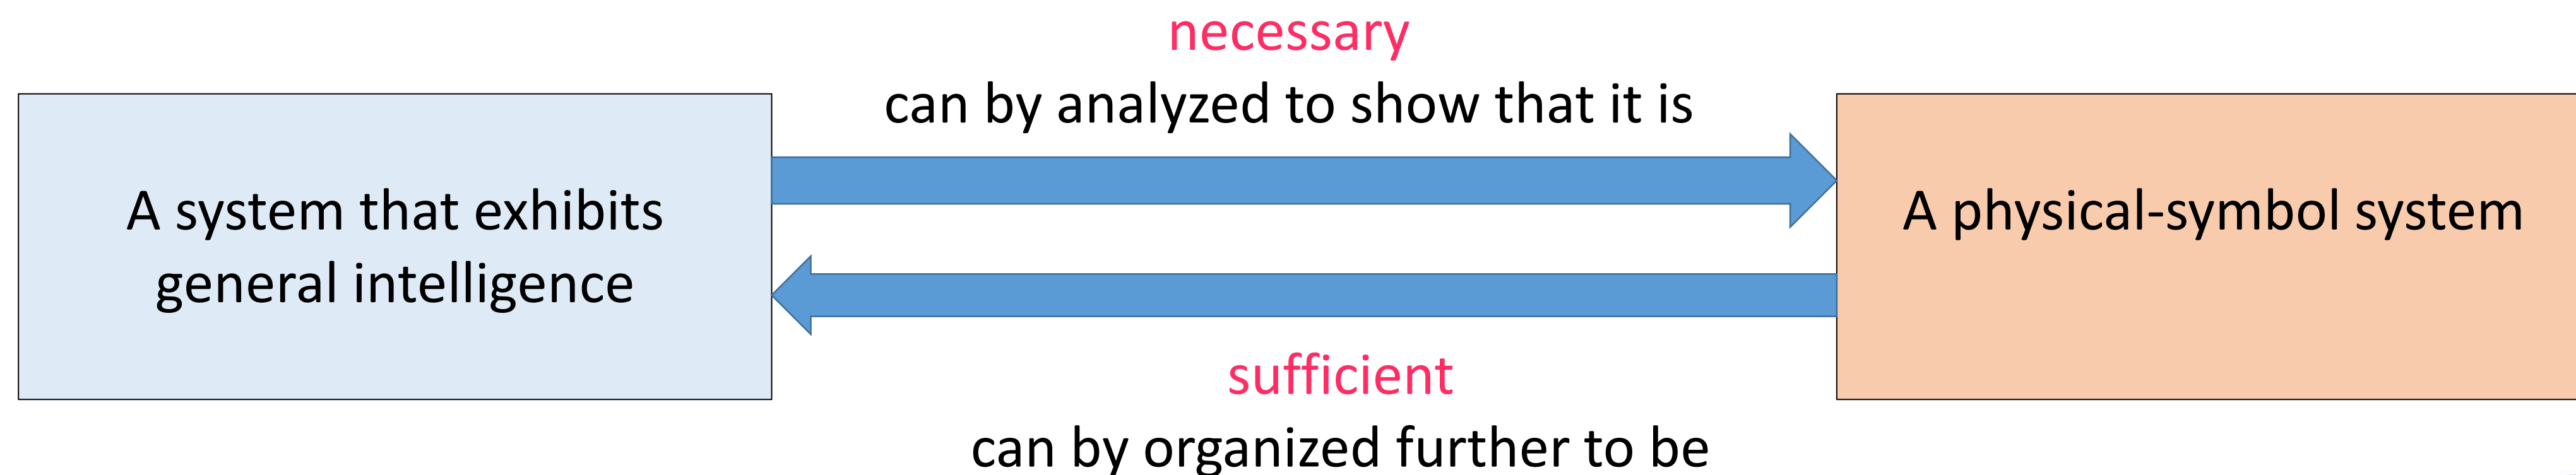 necessary
can by analyzed to show that it is
A system that exhibits
general intelligence
A physical-symbol system
sufficient
can by organized further to be